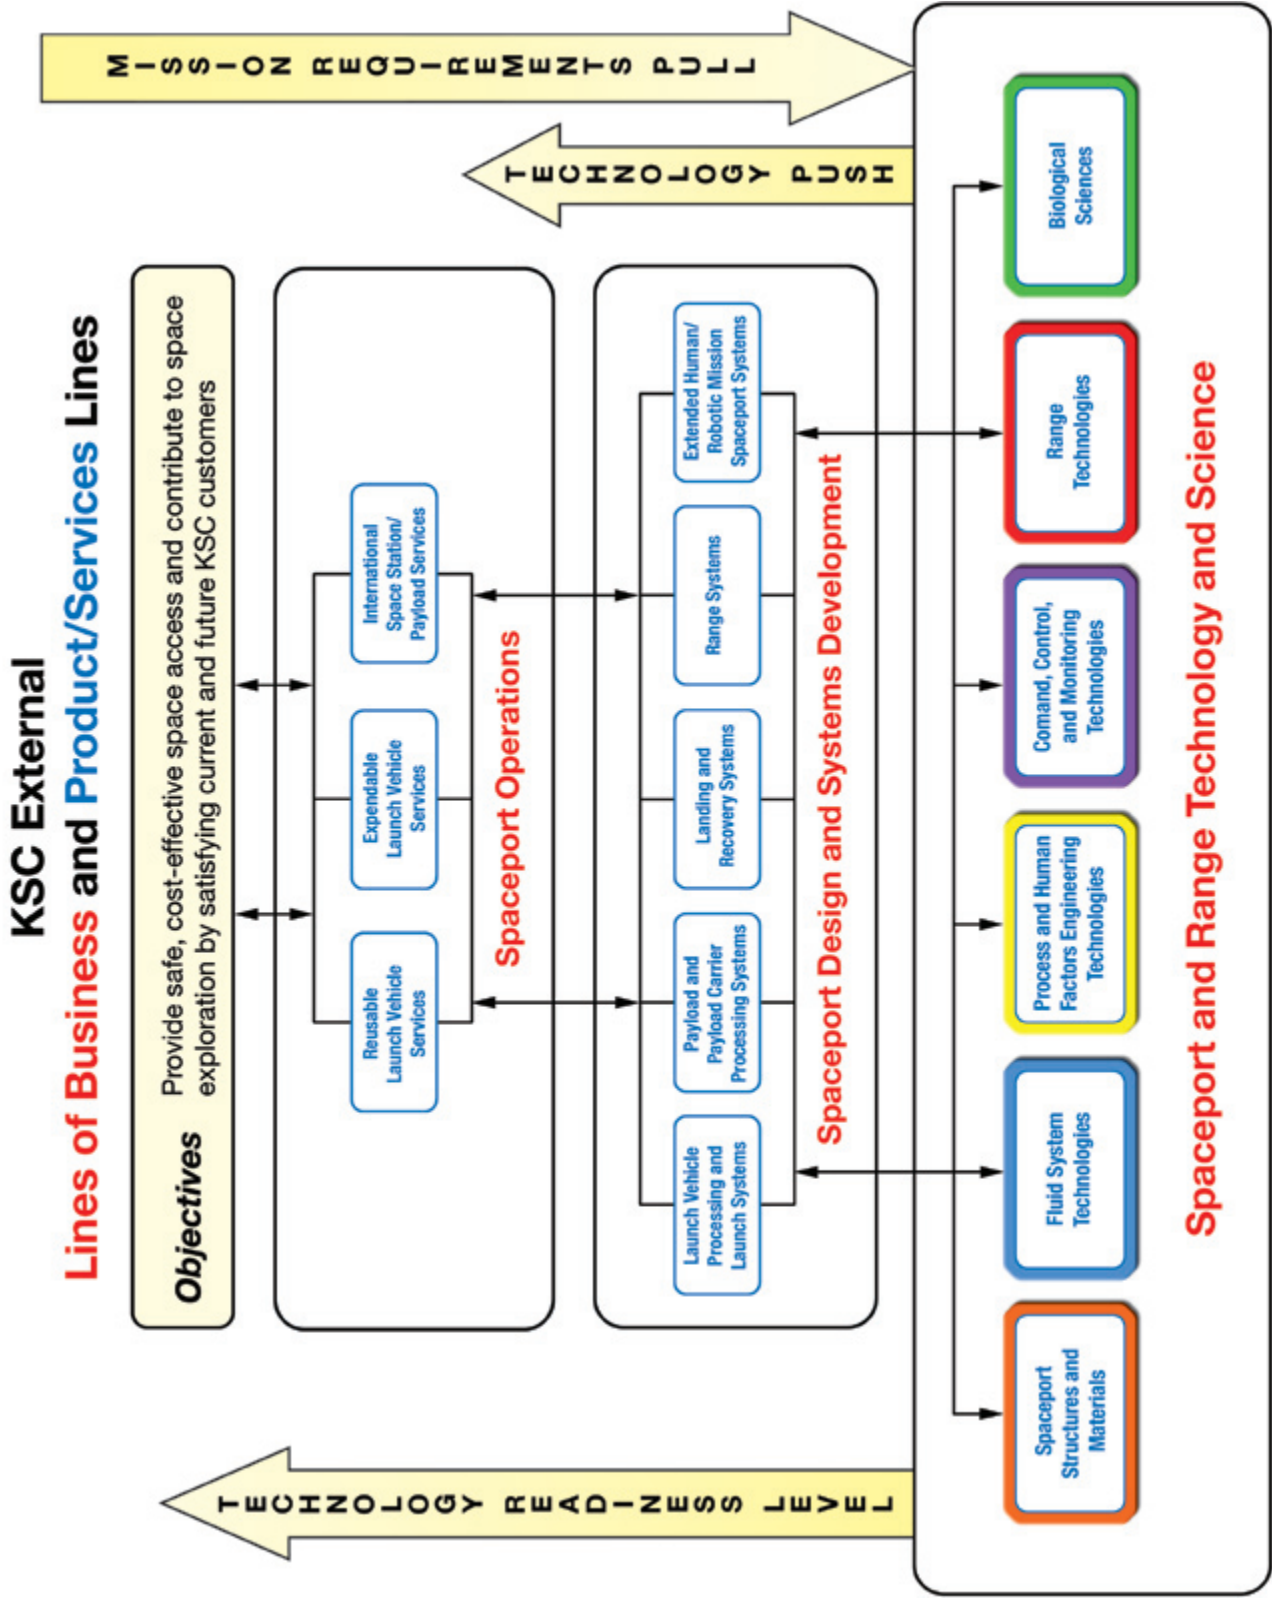 KSC External
Lines of Business and Product/Services Lines
Objectives
Provide safe, cost-effective space access and contribute to space
exploration by satisfying current and future KSC customers
Reusable
Launch Vehicle
Services
Expendable
Launch Vehicle
Services
International
Space Station/
Payload Services
Spaceport Operations
Launch Vehicle
Processing and
Launch Systems
Payload and
Payload Carrier
Processing Systems
Landing and
Recovery Systems
Range Systems
Extended Human/
Robotic Mission
Spaceport Systems
Spaceport Design and Systems Development
Spaceport
Structures and
Materials
Fluid System
Technologies
Process and Human
Factors Engineering
Technologies
Comand, Control,
and Monitoring
Technologies
Range
Technologies
Biological
Sciences
Spaceport and Range Technology and Science
TECHNOLOGY READINESS LEVEL
TECHNOLOGY PUSH
MISSION REQUIREMENTS PULL